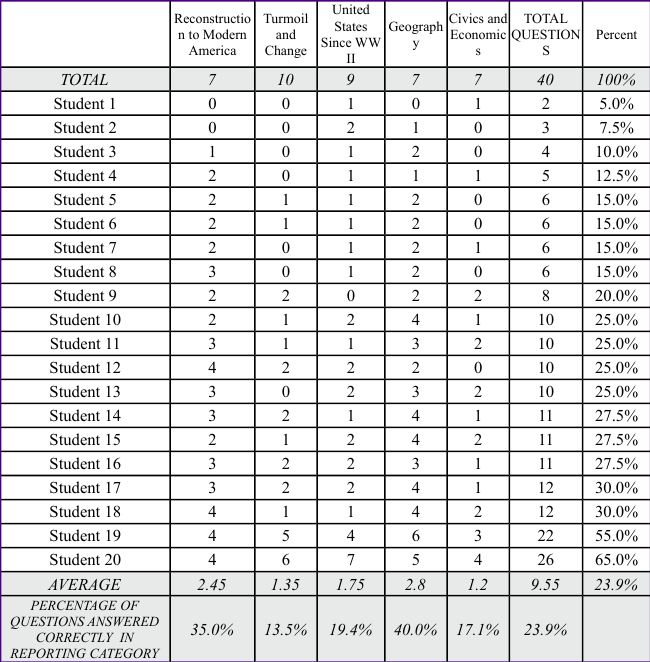 Reconstructio n to Modern America | Turmoil and Change | United States Since WW II | Geograph y | Civics and Economic s | TOTAL QUESTION S | Percent
TOTAL 7 10 9 7 7 40 100%
Student 1 0 0 1 0 1 2 5.0%
Student 2 0 0 2 1 0 3 7.5%
Student 3 1 0 1 2 0 4 10.0%
Student 4 2 0 1 1 1 5 12.5%
Student 5 2 1 1 2 0 6 15.0%
Student 6 2 1 1 2 0 6 15.0%
Student 7 2 0 1 2 1 6 15.0%
Student 8 3 0 1 2 0 6 15.0%
Student 9 2 2 0 2 2 8 20.0%
Student 10 2 1 2 4 1 10 25.0%
Student 11 3 1 1 3 2 10 25.0%
Student 12 4 2 2 2 0 10 25.0%
Student 13 3 0 2 3 2 10 25.0%
Student 14 3 2 1 4 1 11 27.5%
Student 15 2 1 2 4 2 11 27.5%
Student 16 3 2 2 3 1 11 27.5%
Student 17 3 2 2 4 1 12 30.0%
Student 18 4 1 1 4 2 12 30.0%
Student 19 4 5 4 6 3 22 55.0%
Student 20 4 6 7 5 4 26 65.0%
AVERAGE 2.45 1.35 1.75 2.8 1.2 9.55 23.9%
PERCENTAGE OF
QUESTIONS ANSWERED
CORRECTLY IN
REPORTING CATEGORY
35.0% 13.5% 19.4% 40.0% 17.1% 23.9%